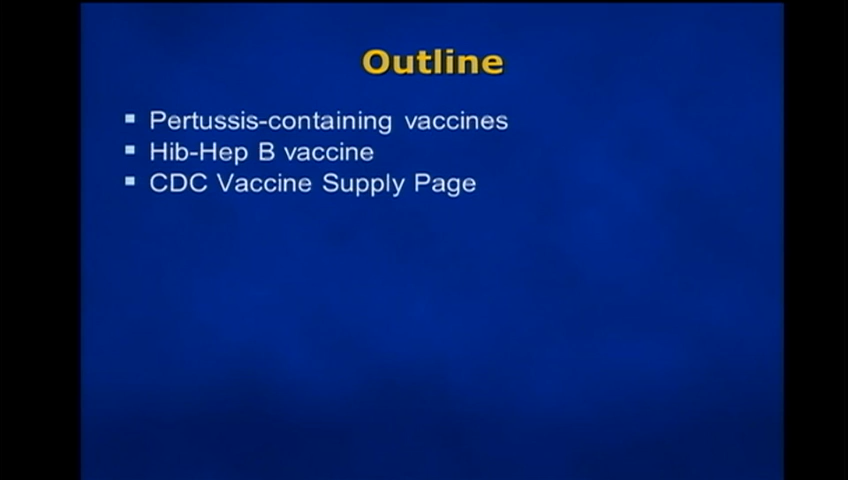 Outline
Pertussis-containing vaccines
Hib-Hep B vaccine
CDC Vaccine Supply Page